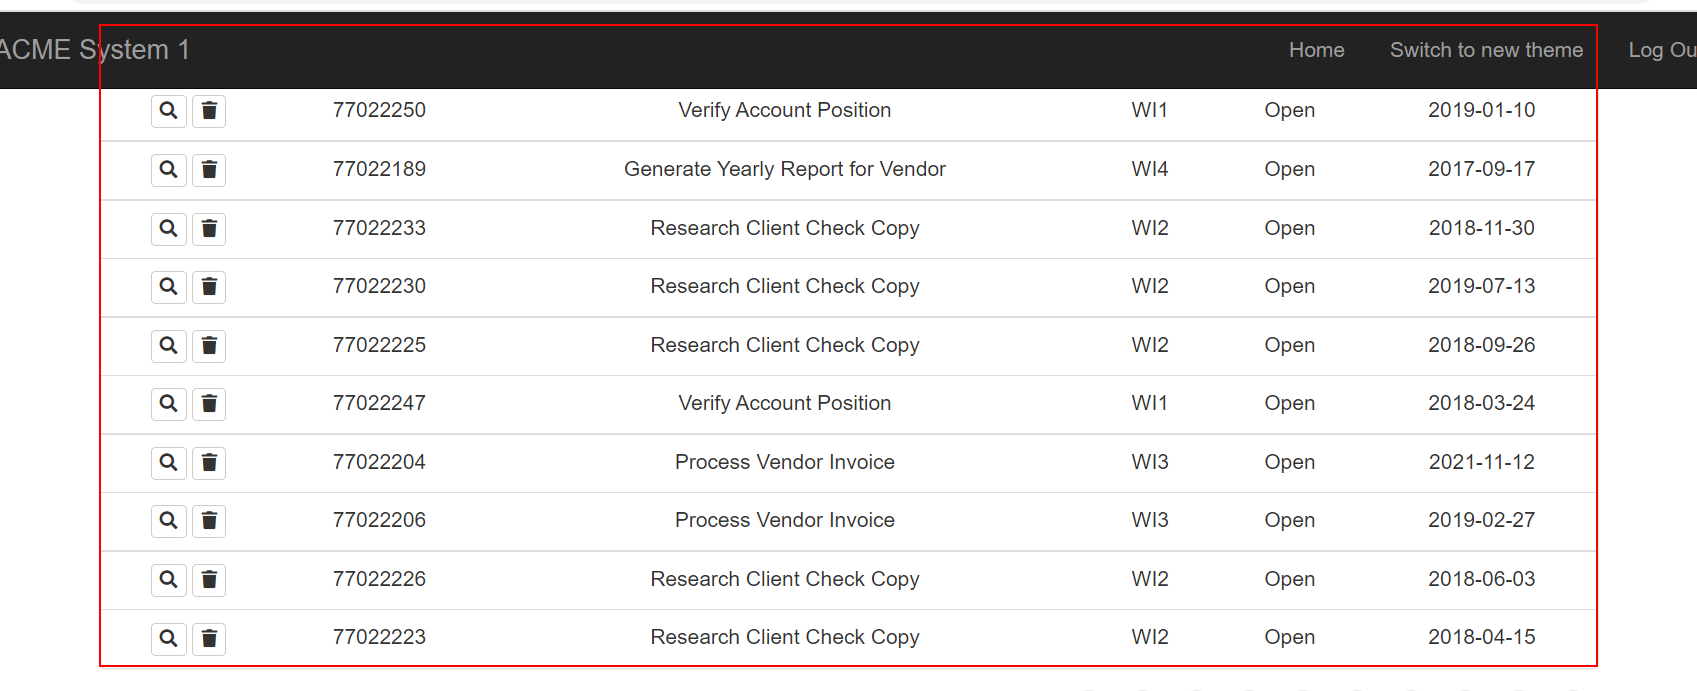 ACME System 1 Home Switch to new theme Log Ou
77022250 Verify Account Position WI1 Open 2019-01-10
77022189 Generate Yearly Report for Vendor WI4 Open 2017-09-17
77022233 Research Client Check Copy WI2 Open 2018-11-30
77022230 Research Client Check Copy WI2 Open 2019-07-13
77022225 Research Client Check Copy WI2 Open 2018-09-26
77022247 Verify Account Position WI1 Open 2018-03-24
77022204 Process Vendor Invoice WI3 Open 2021-11-12
77022206 Process Vendor Invoice WI3 Open 2019-02-27
77022226 Research Client Check Copy WI2 Open 2018-06-03
77022223 Research Client Check Copy WI2 Open 2018-04-15